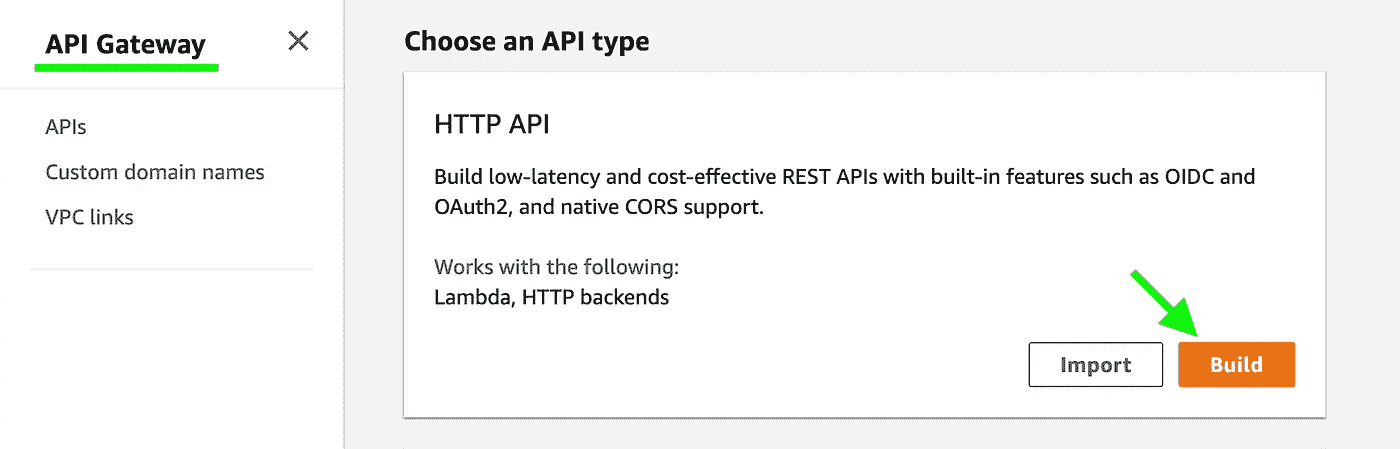 API Gateway
APIs
Custom domain names
VPC links
Choose an API type
HTTP API
Build low-latency and cost-effective REST APIs with built-in features such as OIDC and
OAuth2, and native CORS support.
Works with the following:
Lambda, HTTP backends
Import
Build